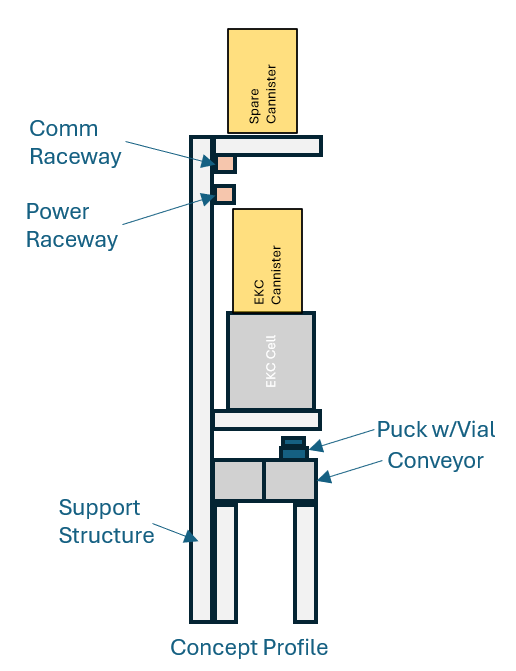 Spare
Cannister
Comm
Raceway
Power
Raceway
EKC
Cannister
EKC Cell
Puck w/Vial
Conveyor
Support
Structure
Concept Profile